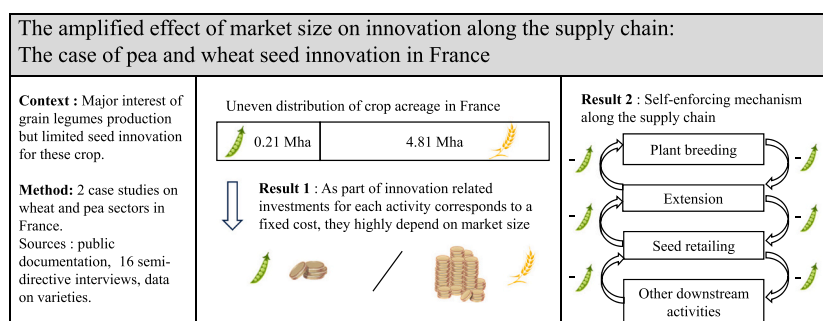 The amplified effect of market size on innovation along the supply chain:
The case of pea and wheat seed innovation in France
Context : Major interest of
grain legumes production
but limited seed innovation
for these crop.
Method: 2 case studies on
wheat and pea sectors in
France.
Sources : public
documentation, 16 semi-
directive interviews, data
on varieties.
Uneven distribution of crop acreage in France
0.21 Mha
4.81 Mha
Result 1 : As part of innovation related
investments for each activity corresponds to a
fixed cost, they highly depend on market size
/
Result 2 : Self-enforcing mechanism
along the supply chain
Plant breeding
- -
Extension
- -
Seed retailing
- -
Other downstream
activities